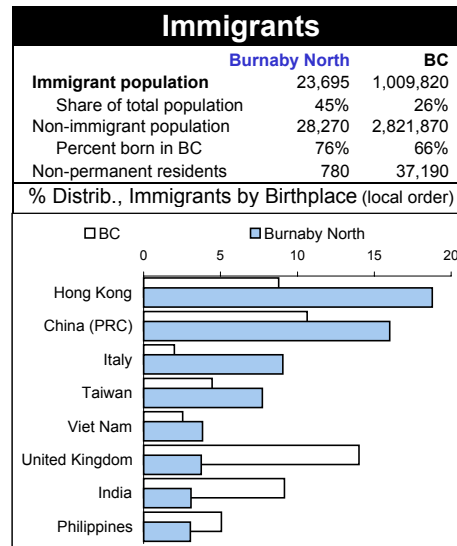 Immigrants
Burnaby North BC
Immigrant population 23,695 1,009,820
Share of total population 45% 26%
Non-immigrant population 28,270 2,821,870
Percent born in BC 76% 66%
Non-permanent residents 780 37,190
% Distrib., Immigrants by Birthplace (local order)
BC Burnaby North
0 5 10 15 20
Hong Kong
China (PRC)
Italy
Taiwan
Viet Nam
United Kingdom
India
Philippines